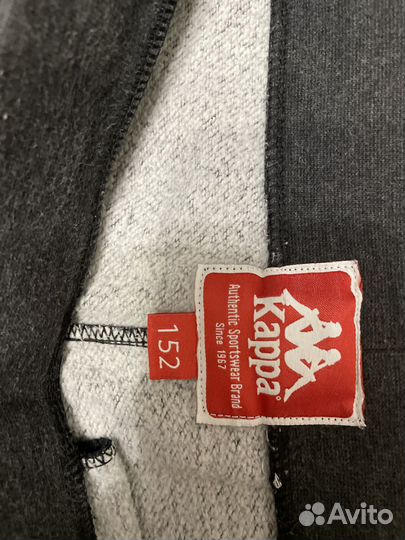 Kappa
Authentic Sportswear Brand
Since 1967
152
Avito